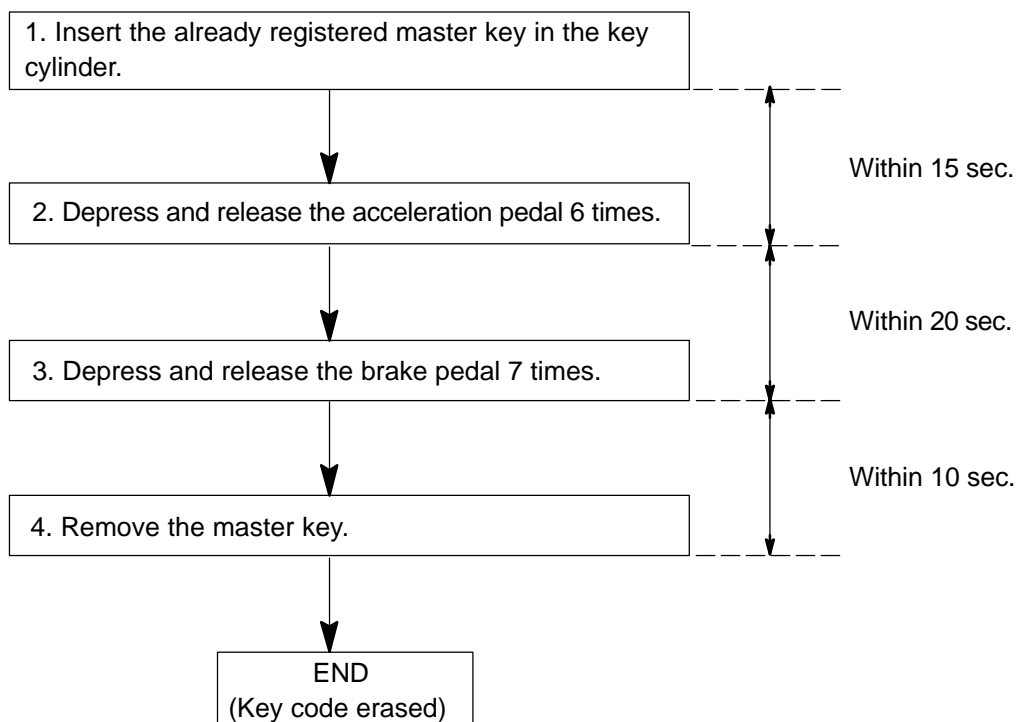 1. Insert the already registered master key in the key
cylinder.
Within 15 sec.
2. Depress and release the acceleration pedal 6 times.
Within 20 sec.
3. Depress and release the brake pedal 7 times.
Within 10 sec.
4. Remove the master key.
END
(Key code erased)